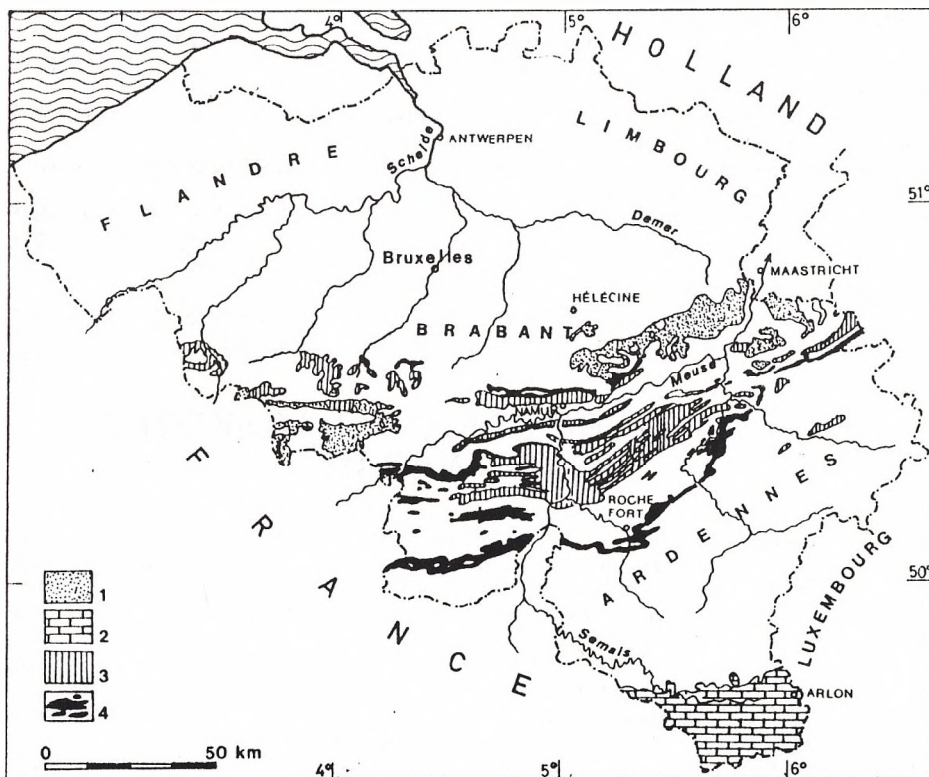 4°
5°
6°
HOLLAND
LIMBOURG
ANTWERPEN
Schelde
FLANDRE
51°
Demer
Bruxelles
MAASTRICHT
HÉLÉCINE
BRABANT
Meuse
NAMUR
FRANCE
ROCHE
FORT
ARDENNES
LUXEMBOURG
50°
1
2
3
4
Semois
ARLON
0 50 km
4°
5°
6°